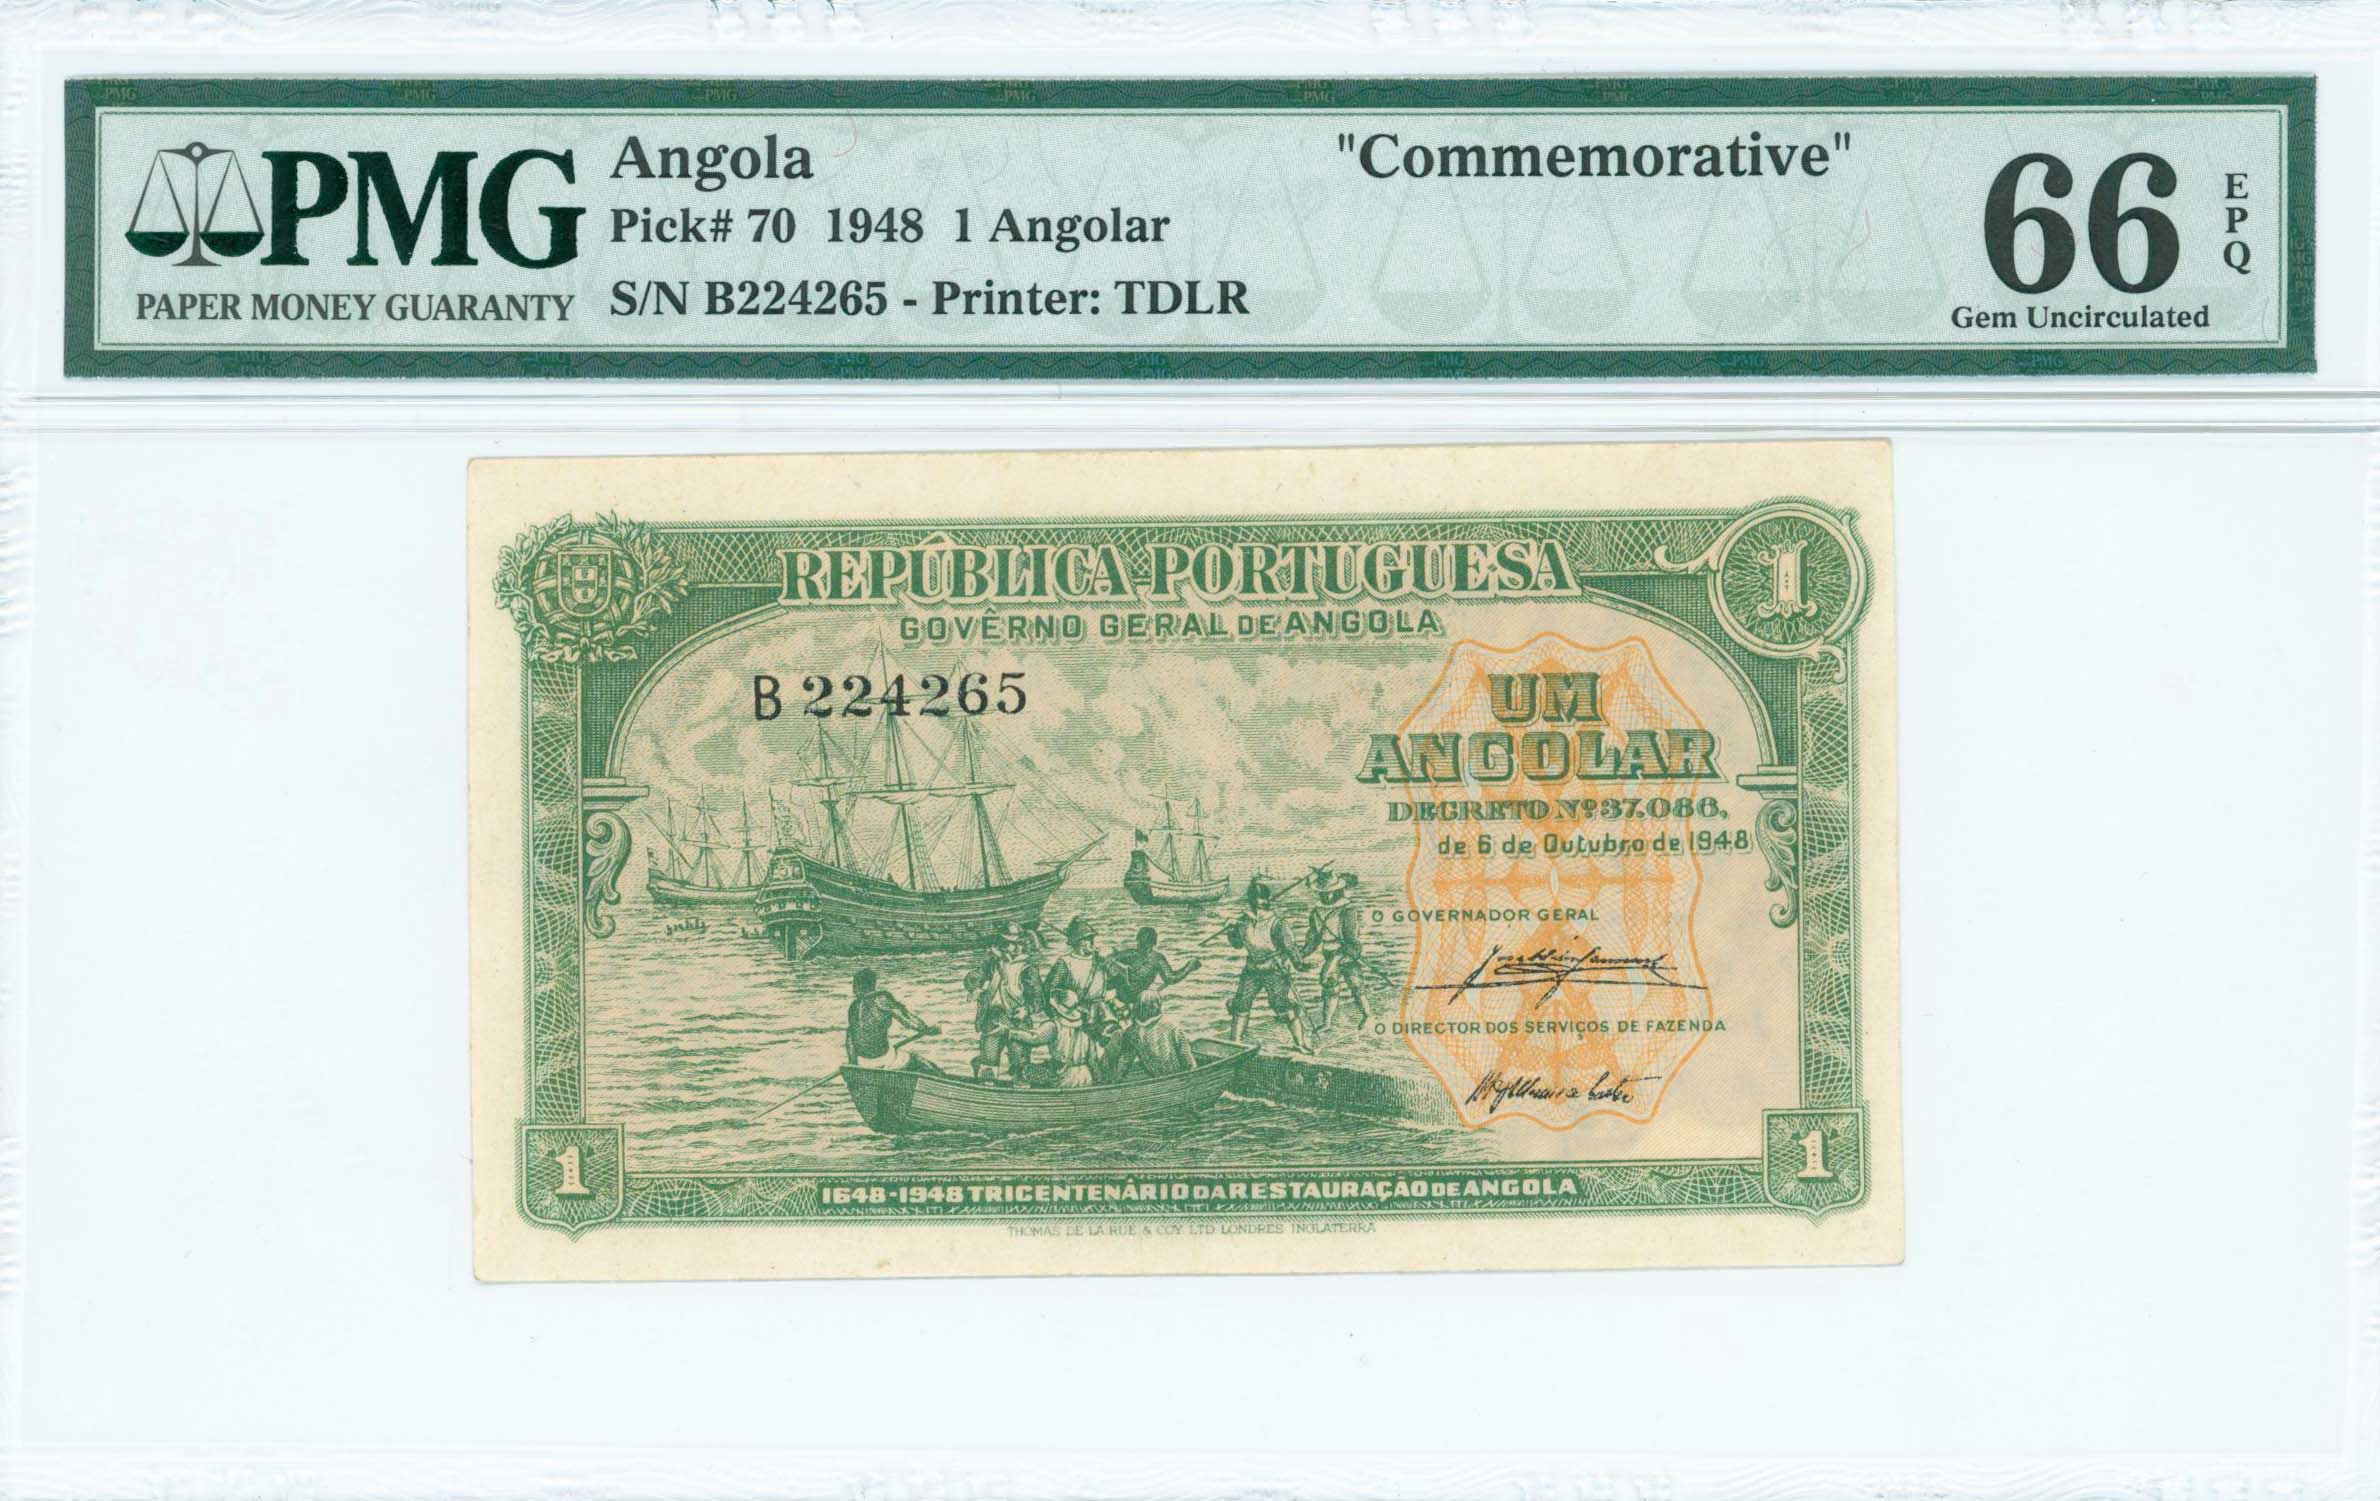 PMG
PAPER MONEY GUARANTY
Angola
"Commemorative"
Pick# 70 1948 1 Angolar
S/N B224265 - Printer: TDLR
66
EPQ
Gem Uncirculated
REPÚBLICA PORTUGUESA
1
GOVÊRNO GERAL DE ANGOLA
B 224265
UM
ANGOLAR
DECRETO Nº 37.086,
de 6 de Outubro de 1948
O GOVERNADOR GERAL
O DIRECTOR DOS SERVIÇOS DE FAZENDA
1
1
1648-1948 TRICENTENÁRIO DA RESTAURAÇÃO DE ANGOLA
THOMAS DE LA RUE & COY. LTD LONDRES INGLATERRA